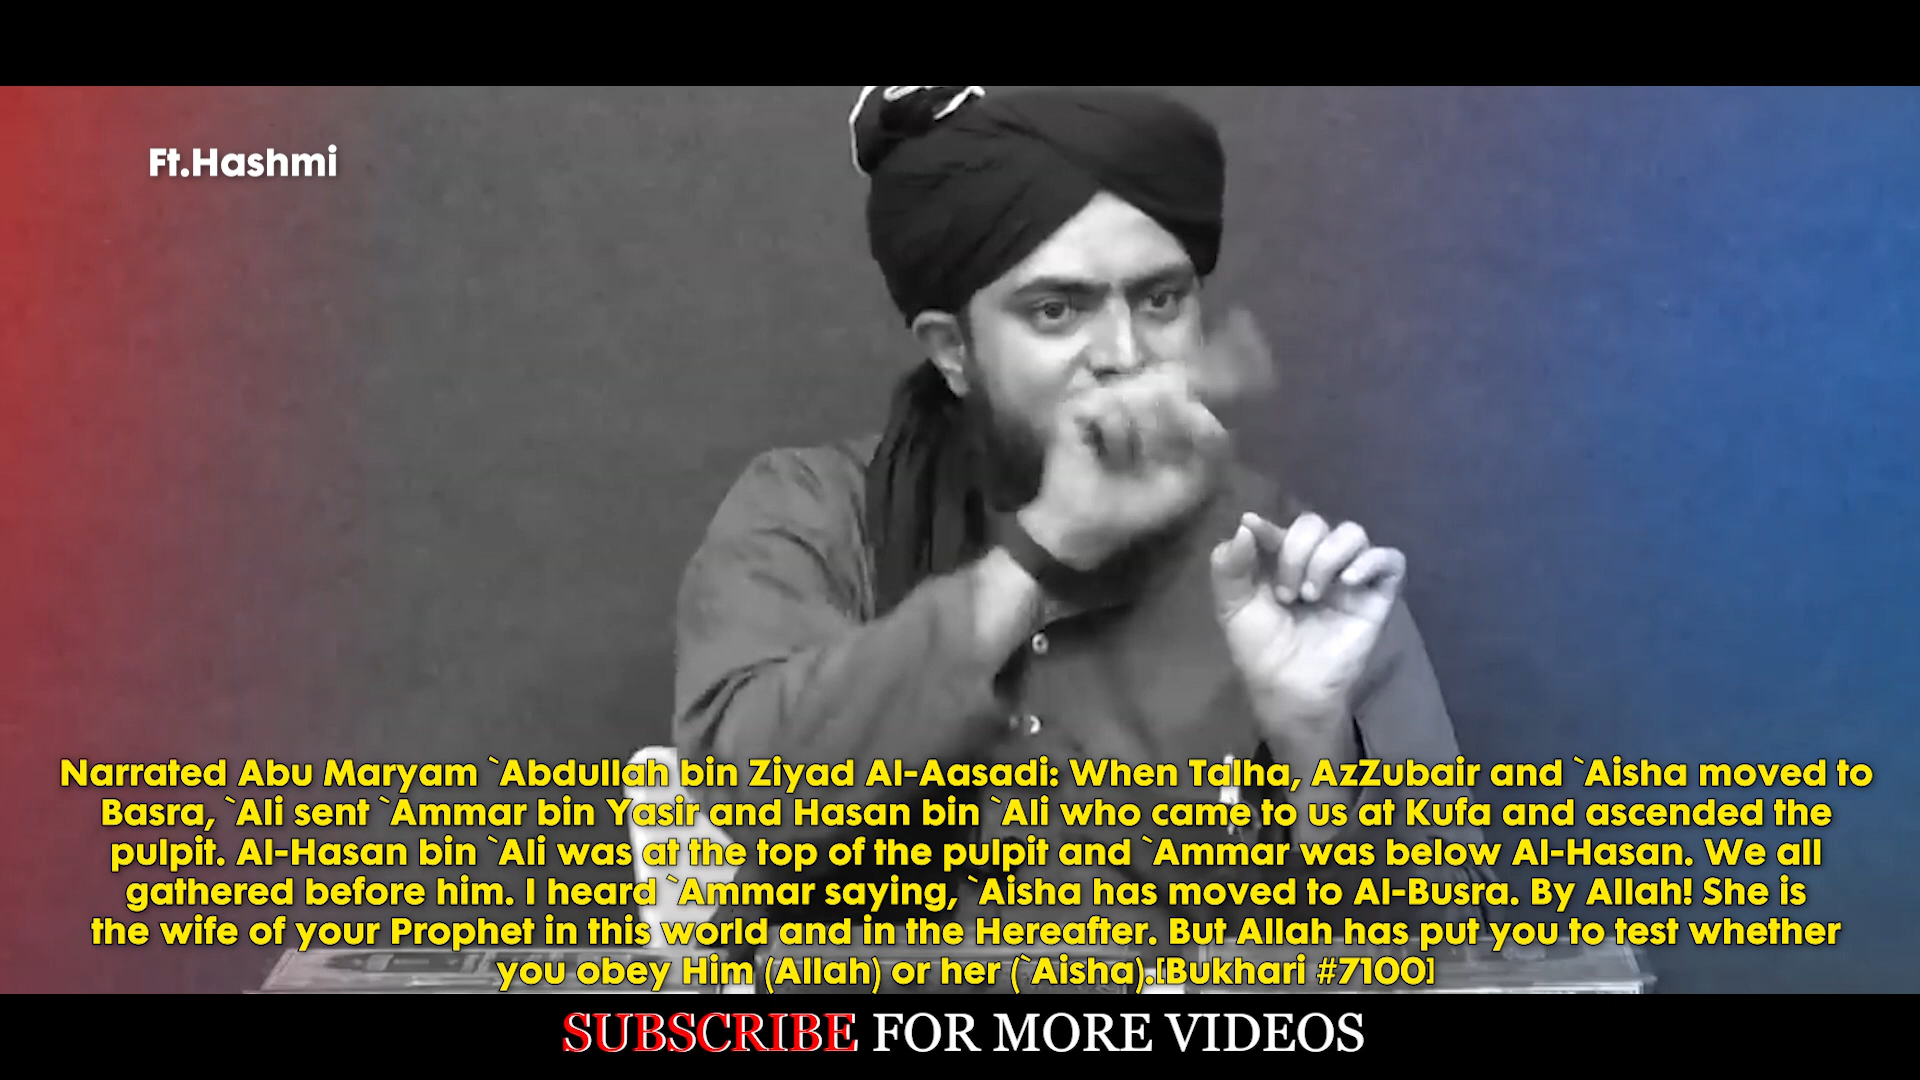 Ft.Hashmi
Narrated Abu Maryam `Abdullah bin Ziyad Al-Aasadi: When Talha, AzZubair and `Aisha moved to
Basra, `Ali sent `Ammar bin Yasir and Hasan bin `Ali who came to us at Kufa and ascended the
pulpit. Al-Hasan bin `Ali was at the top of the pulpit and `Ammar was below Al-Hasan. We all
gathered before him. I heard `Ammar saying, `Aisha has moved to Al-Busra. By Allah! She is
the wife of your Prophet in this world and in the Hereafter. But Allah has put you to test whether
you obey Him (Allah) or her (`Aisha).[Bukhari #7100]
SUBSCRIBE FOR MORE VIDEOS